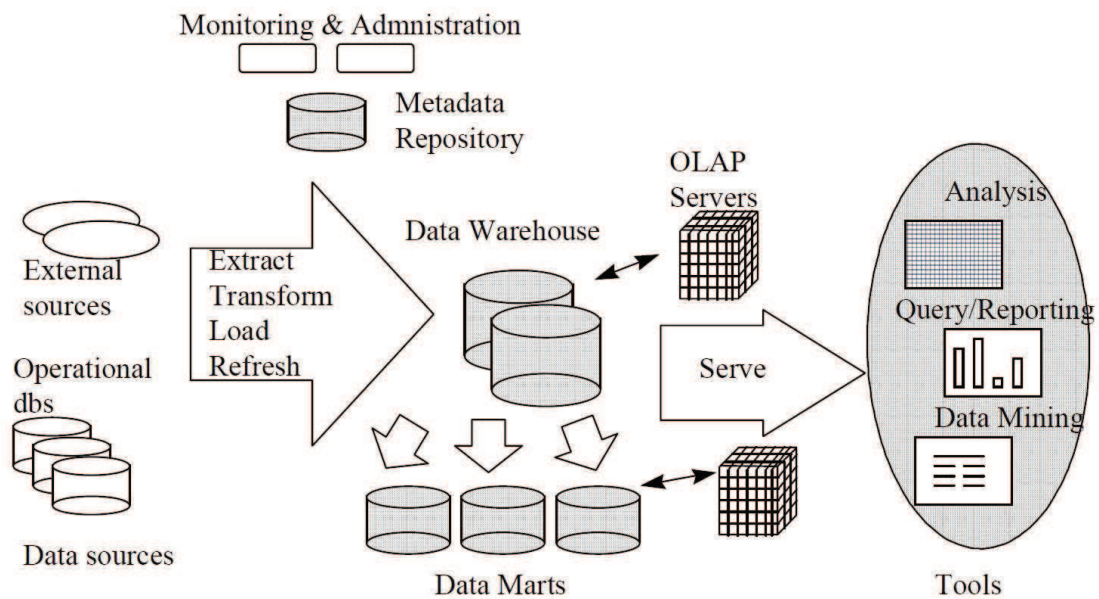 Monitoring & Admnistration
Metadata
Repository
OLAP
Servers
Analysis
Data Warehouse
External
sources
Extract
Transform
Load
Refresh
Query/Reporting
Operational
dbs
Serve
Data Mining
Data sources
Data Marts
Tools